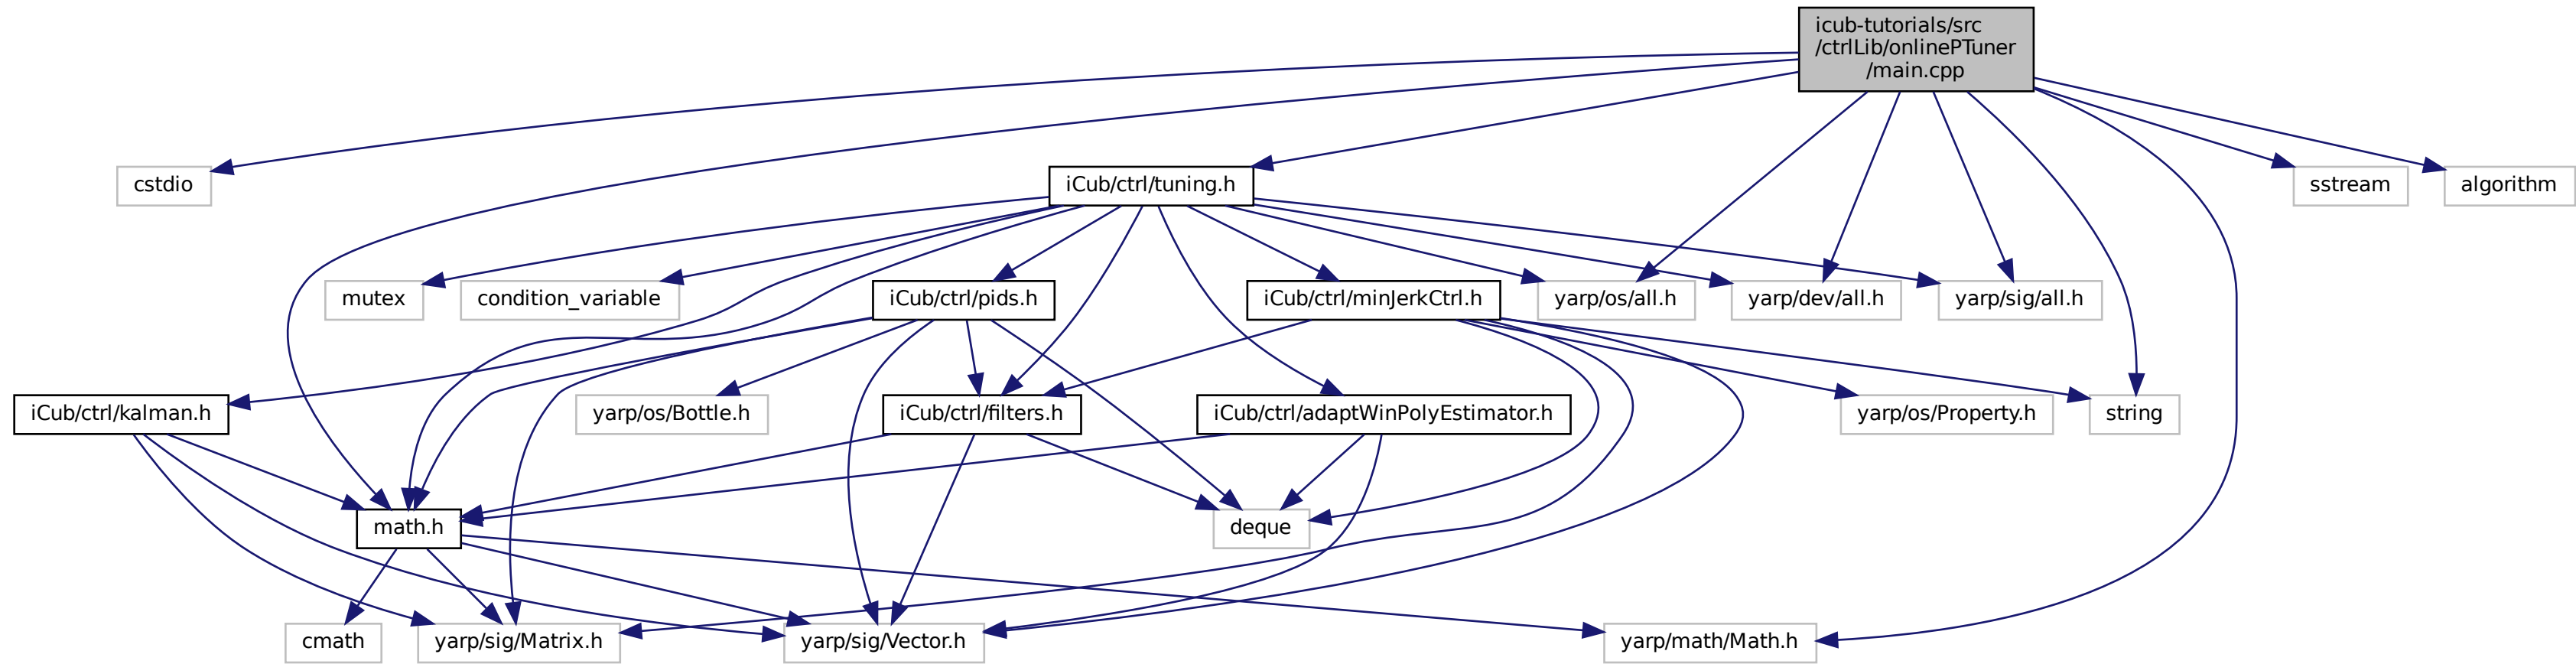 icub-tutorials/src
/ctrlLib/onlinePTuner
/main.cpp
cstdio
iCub/ctrl/tuning.h
sstream
algorithm
mutex
condition_variable
iCub/ctrl/pids.h
iCub/ctrl/minJerkCtrl.h
yarp/os/all.h
yarp/dev/all.h
yarp/sig/all.h
iCub/ctrl/kalman.h
yarp/os/Bottle.h
iCub/ctrl/filters.h
iCub/ctrl/adaptWinPolyEstimator.h
yarp/os/Property.h
string
math.h
deque
cmath
yarp/sig/Matrix.h
yarp/sig/Vector.h
yarp/math/Math.h